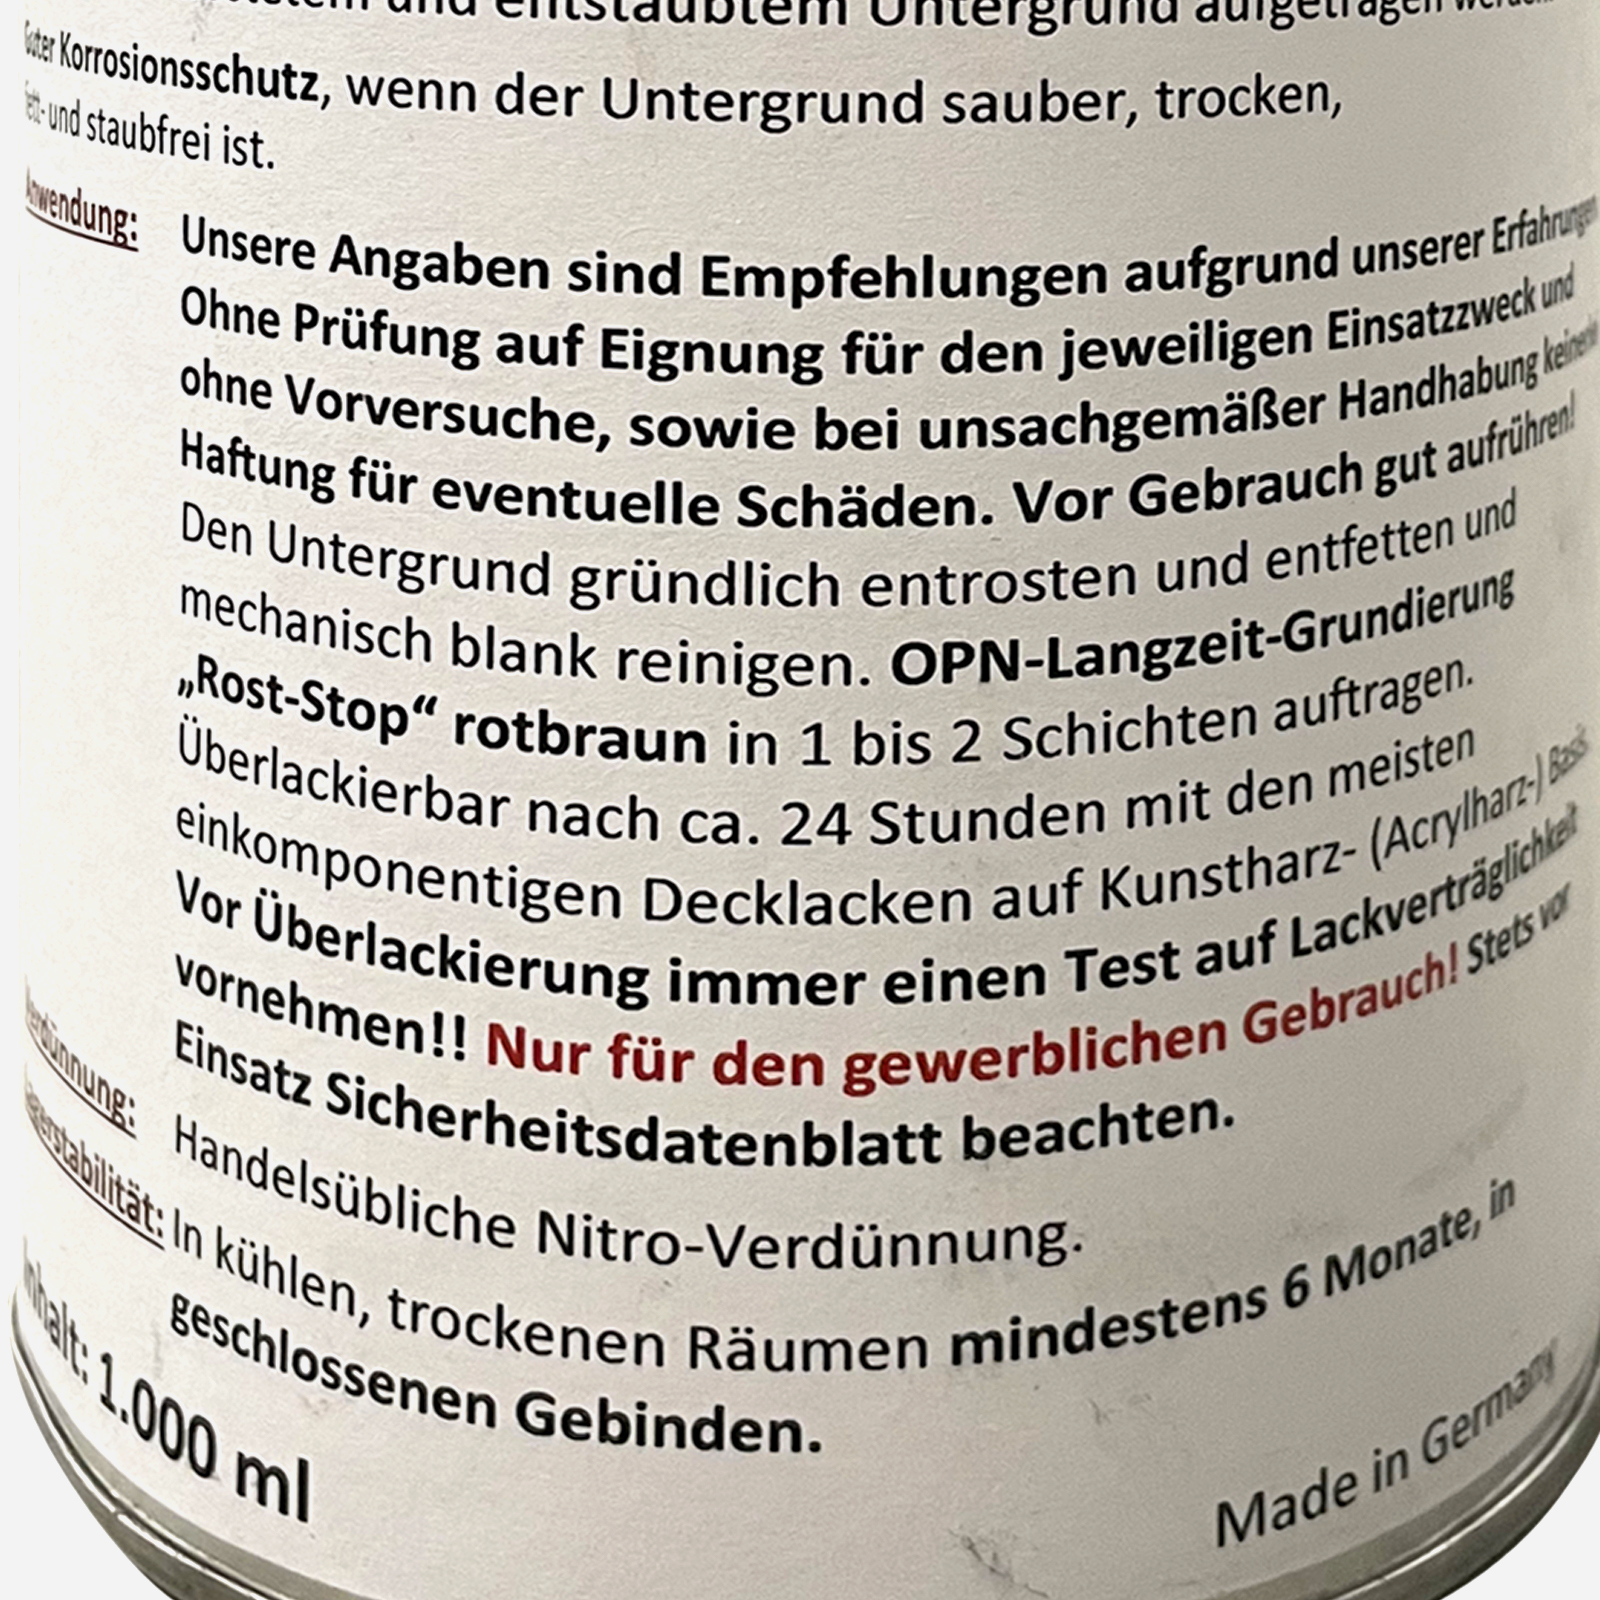 und entstaubtem Untergrund aufgetragen
Guter Korrosionsschutz, wenn der Untergrund sauber, trocken,
fett- und staubfrei ist.
Anwendung: Unsere Angaben sind Empfehlungen aufgrund unserer Erfahrungen
Ohne Prüfung auf Eignung für den jeweiligen Einsatzzweck und
ohne Vorversuche, sowie bei unsachgemäßer Handhabung keinerlei
Haftung für eventuelle Schäden. Vor Gebrauch gut aufrühren!
Den Untergrund gründlich entrosten und entfetten und
mechanisch blank reinigen. OPN-Langzeit-Grundierung
„Rost-Stop“ rotbraun in 1 bis 2 Schichten auftragen.
Überlackierbar nach ca. 24 Stunden mit den meisten
einkomponentigen Decklacken auf Kunstharz- (Acrylharz-) Basis
Vor Überlackierung immer einen Test auf Lackverträglichkeit
vornehmen!! Nur für den gewerblichen Gebrauch! Stets vor
Einsatz Sicherheitsdatenblatt beachten.
Verdünnung: Handelsübliche Nitro-Verdünnung.
Lagerstabilität: In kühlen, trockenen Räumen mindestens 6 Monate, in
geschlossenen Gebinden.
Inhalt: 1.000 ml
Made in Germany